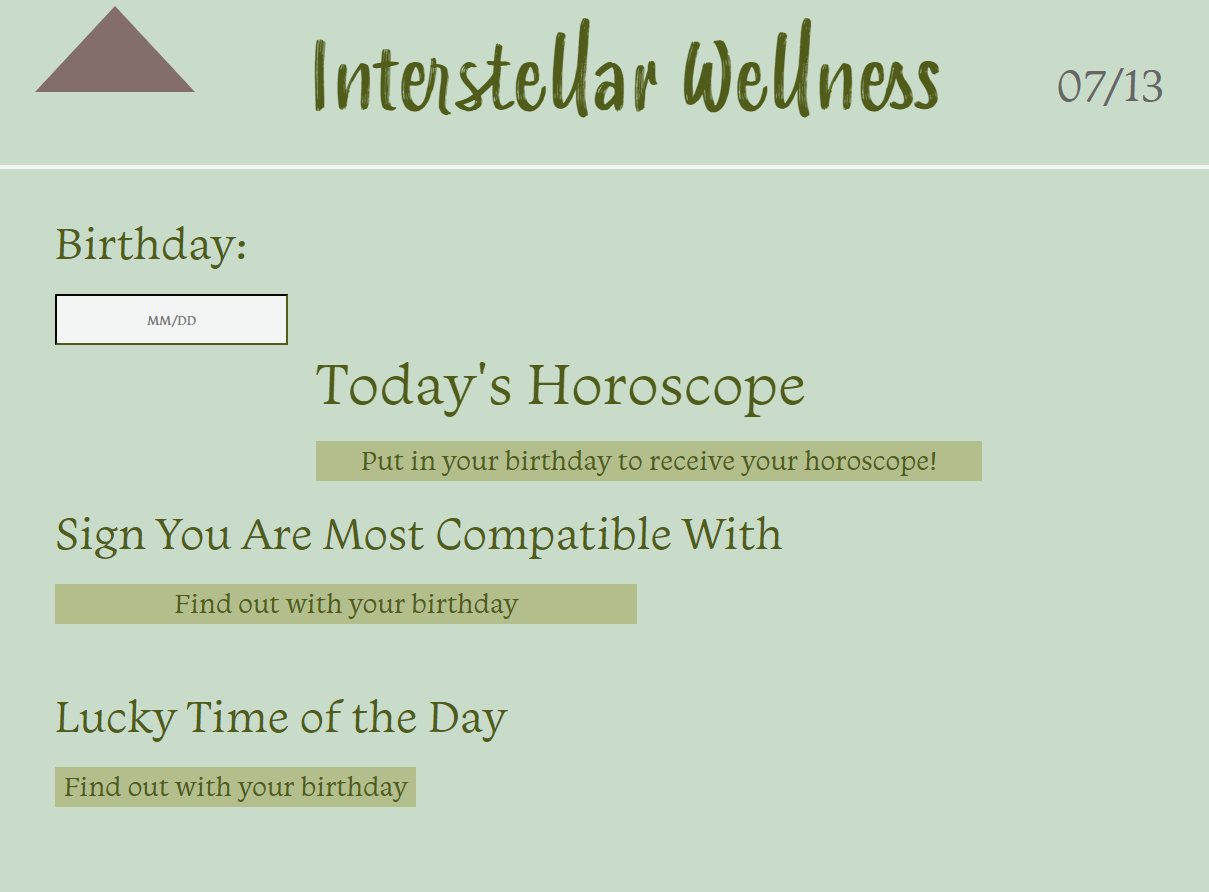 Interstellar Wellness
07/13
Birthday:
MM/DD
Today's Horoscope
Put in your birthday to receive your horoscope!
Sign You Are Most Compatible With
Find out with your birthday
Lucky Time of the Day
Find out with your birthday